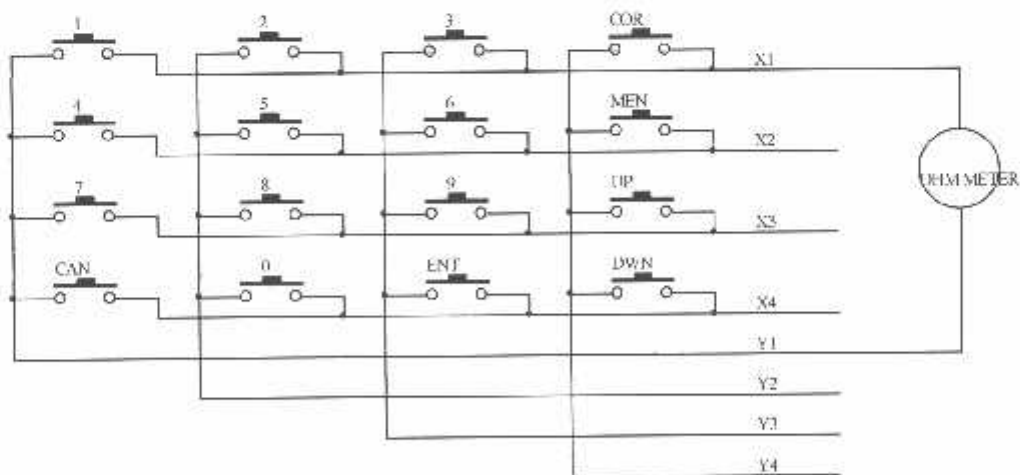 1 2 3 COR
X1
4 5 6 MEN
X2
OHM METER
7 8 9 UP
X3
CAN 0 ENT DWN
X4
Y1
Y2
Y3
Y4